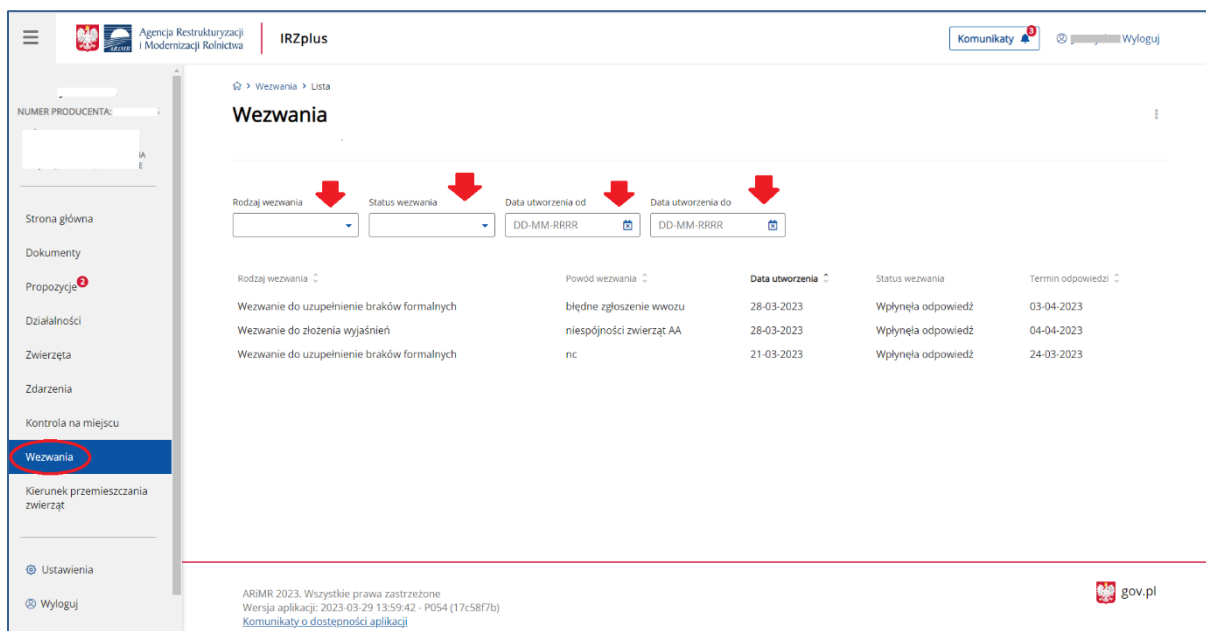 Agencja Restrukturyzacji
i Modernizacji Rolnictwa
ARiMR
IRZplus
Komunikaty 3
Wyloguj
NUMER PRODUCENTA:
Wezwania > Lista
Wezwania
Rodzaj wezwania Status wezwania Data utworzenia od Data utworzenia do
DD-MM-RRRR DD-MM-RRRR
Strona główna
Dokumenty
Propozycje 2
Działalności
Zwierzęta
Zdarzenia
Kontrola na miejscu
Wezwania
Kierunek przemieszczania
zwierząt
Ustawienia
Wyloguj
Rodzaj wezwania Powód wezwania Data utworzenia Status wezwania Termin odpowiedzi
Wezwanie do uzupełnienie braków formalnych błędne zgłoszenie wwozu 28-03-2023 Wpłynęła odpowiedź 03-04-2023
Wezwanie do złożenia wyjaśnień niespójności zwierząt AA 28-03-2023 Wpłynęła odpowiedź 04-04-2023
Wezwanie do uzupełnienie braków formalnych nc 21-03-2023 Wpłynęła odpowiedź 24-03-2023
ARiMR 2023. Wszystkie prawa zastrzeżone
Wersja aplikacji: 2023-03-29 13:59:42 - P054 (17c58f7b)
Komunikaty o dostępności aplikacji
gov.pl